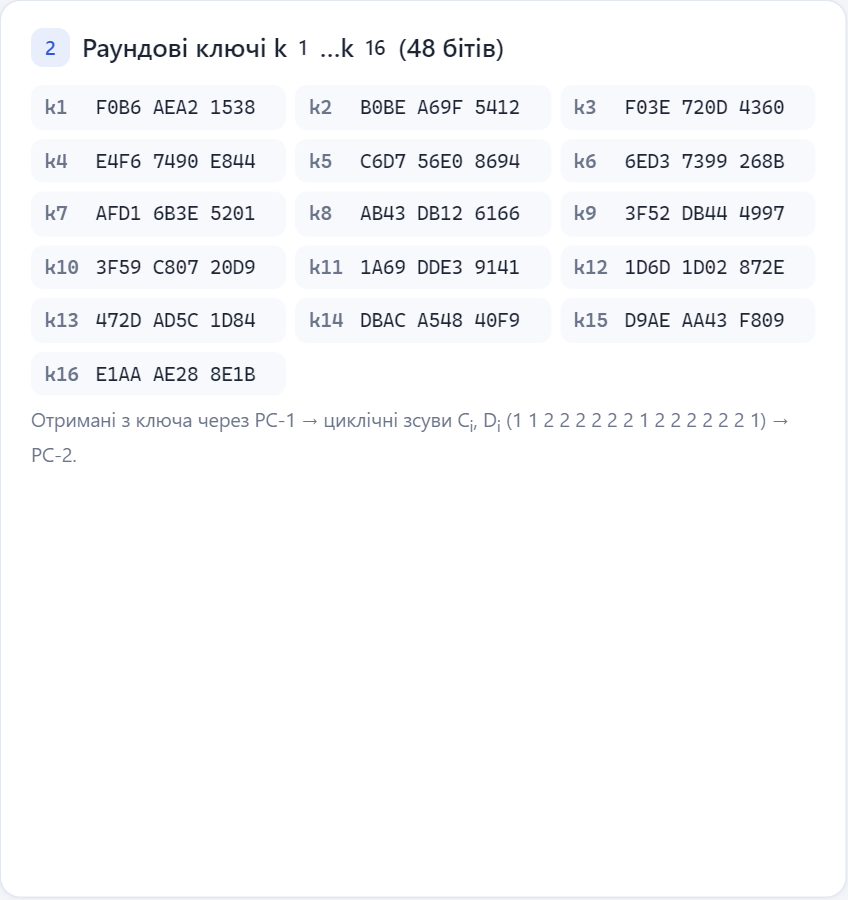 2 Раундові ключі k 1 ...k 16 (48 бітів)
k1 F0B6 AEA2 1538 k2 B0BE A69F 5412 k3 F03E 720D 4360
k4 E4F6 7490 E844 k5 C6D7 56E0 8694 k6 6ED3 7399 268B
k7 AFD1 6B3E 5201 k8 AB43 DB12 6166 k9 3F52 DB44 4997
k10 3F59 C807 20D9 k11 1A69 DDE3 9141 k12 1D6D 1D02 872E
k13 472D AD5C 1D84 k14 DBAC A548 40F9 k15 D9AE AA43 F809
k16 E1AA AE28 8E1B
Отримані з ключа через PC-1 → циклічні зсуви Cᵢ, Dᵢ (1 1 2 2 2 2 2 2 1 2 2 2 2 2 2 1) →
PC-2.